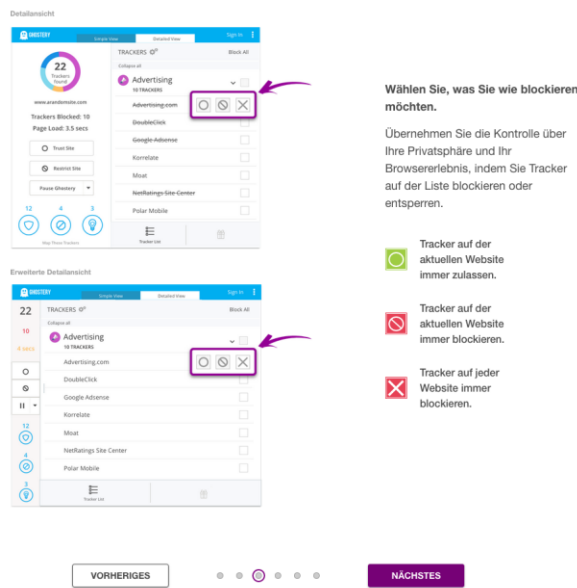 Detailansicht
GHOSTERY
Simple View
Detailed View
Sign In
22
Trackers
found
www.arandomsite.com
Trackers Blocked: 10
Page Load: 3.5 secs
Trust Site
Restrict Site
Pause Ghostery
12
4
3
Map These Trackers
TRACKERS
Block All
Collapse all
Advertising
10 TRACKERS
Advertising.com
DoubleClick
Google Adsense
Korrelate
Moat
NetRatings Site Center
Polar Mobile
Tracker List
Erweiterte Detailansicht
GHOSTERY
Simple View
Detailed View
Sign In
22
10
4 secs
12
4
3
TRACKERS
Block All
Collapse all
Advertising
10 TRACKERS
Advertising.com
DoubleClick
Google Adsense
Korrelate
Moat
NetRatings Site Center
Polar Mobile
Tracker List
Wählen Sie, was Sie wie blockieren
möchten.
Übernehmen Sie die Kontrolle über
Ihre Privatsphäre und Ihr
Browsererlebnis, indem Sie Tracker
auf der Liste blockieren oder
entsperren.
Tracker auf der
aktuellen Website
immer zulassen.
Tracker auf der
aktuellen Website
immer blockieren.
Tracker auf jeder
Website immer
blockieren.
VORHERIGES
NÄCHSTES